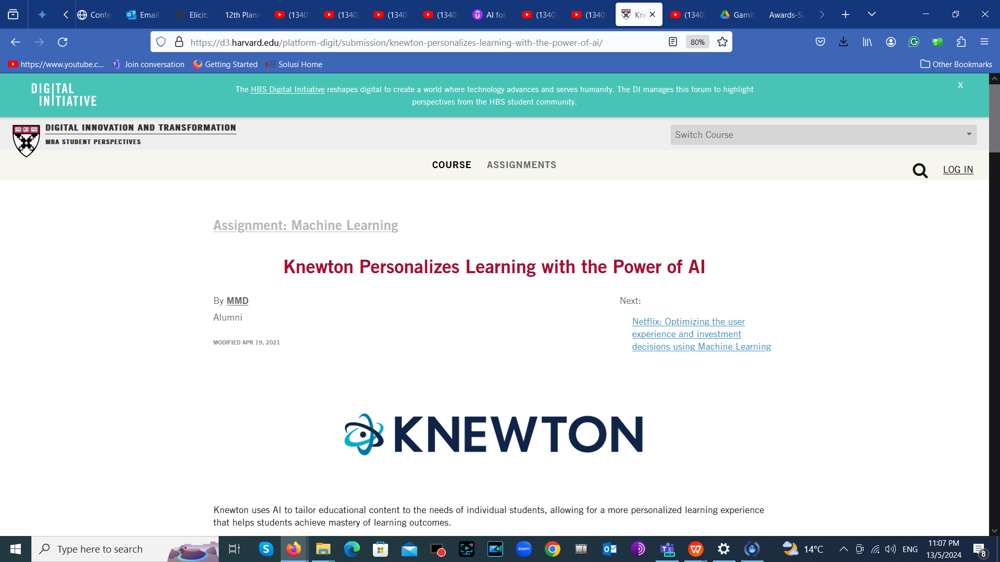 Confe
Email
Elicit:
12th Plann
(1340)
(1340)
(1340)
(1340)
AI for
(1340)
(1340)
Kne
(1340)
Gamif
Awards-Su
https://d3.harvard.edu/platform-digit/submission/knewton-personalizes-learning-with-the-power-of-ai/
80%
https://www.youtube.c...
Join conversation
Getting Started
Solusi Home
Other Bookmarks
DIGITAL
INITIATIVE
The HBS Digital Initiative reshapes digital to create a world where technology advances and serves humanity. The DI manages this forum to highlight
perspectives from the HBS student community.
X
DIGITAL INNOVATION AND TRANSFORMATION
MBA STUDENT PERSPECTIVES
Switch Course
COURSE
ASSIGNMENTS
LOG IN
Assignment: Machine Learning
Knewton Personalizes Learning with the Power of AI
By MMD
Alumni
MODIFIED APR 19, 2021
Next:
Netflix: Optimizing the user
experience and investment
decisions using Machine Learning
KNEWTON
Knewton uses AI to tailor educational content to the needs of individual students, allowing for a more personalized learning experience
that helps students achieve mastery of learning outcomes.
Type here to search
zoom
NEW
14°C
ENG
11:07 PM
13/5/2024
8